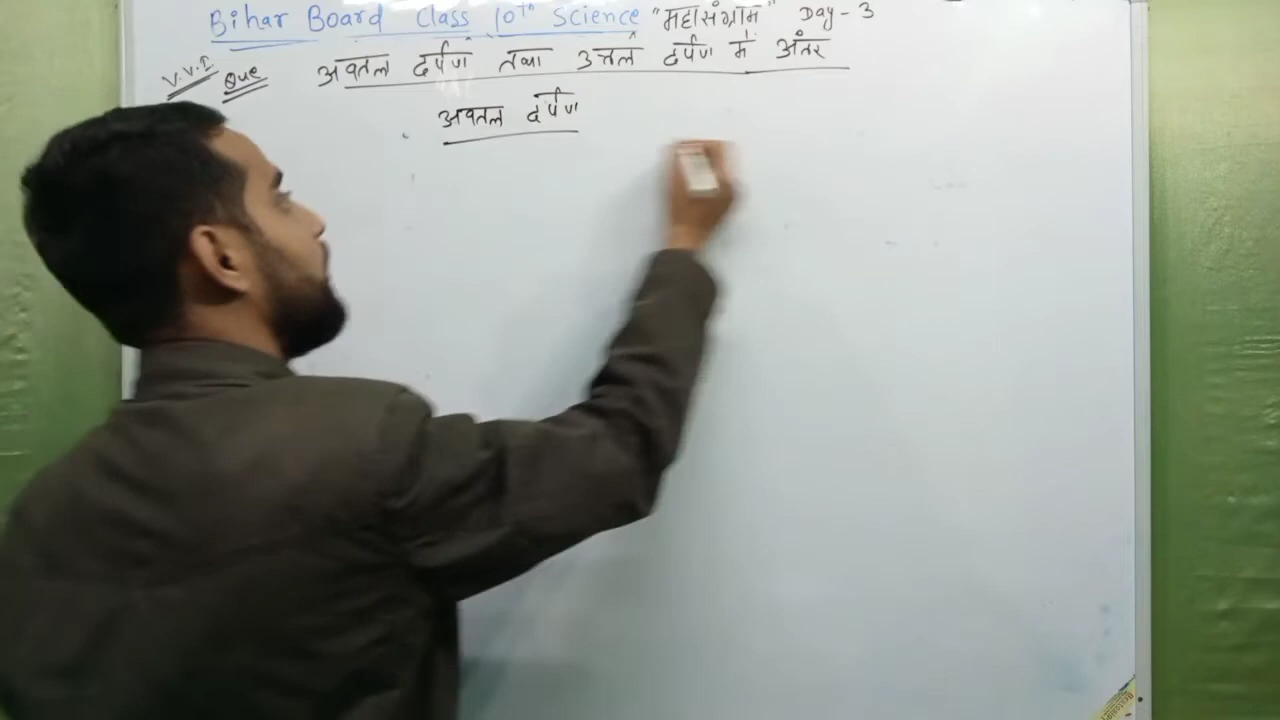 Bihar Board Class 10th Science "महासंग्राम" Day - 3
V.V.I Que अवतल दर्पण तथा उत्तल दर्पण में अंतर
अवतल दर्पण